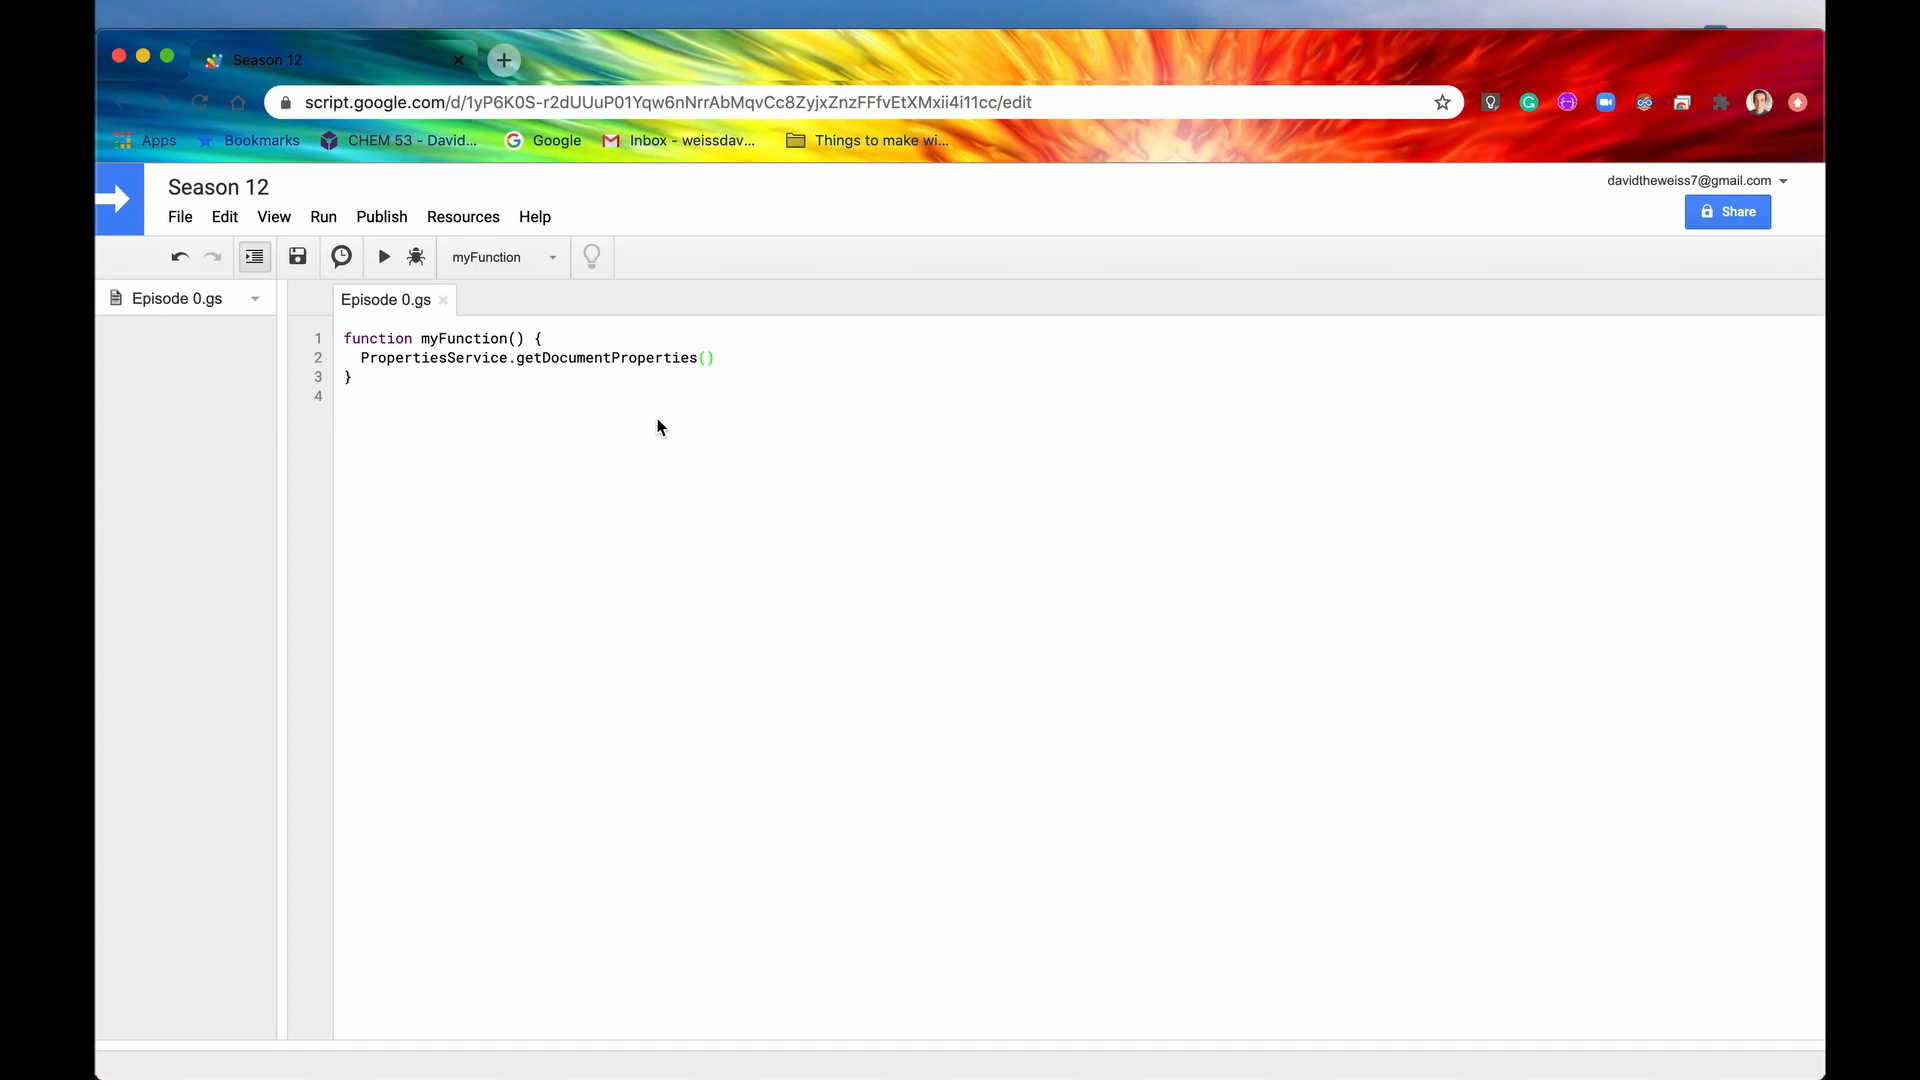 Season 12
script.google.com/d/1yP6K0S-r2dUUuP01Yqw6nNrrAbMqvCc8ZyjxZnzFFfvEtXMxii4i11cc/edit
Apps Bookmarks CHEM 53 - David... Google Inbox - weissdav... Things to make wi...
Season 12
davidtheweiss7@gmail.com
File Edit View Run Publish Resources Help
Share
myFunction
Episode 0.gs
Episode 0.gs
1 function myFunction() {
2 PropertiesService.getDocumentProperties()
3 }
4